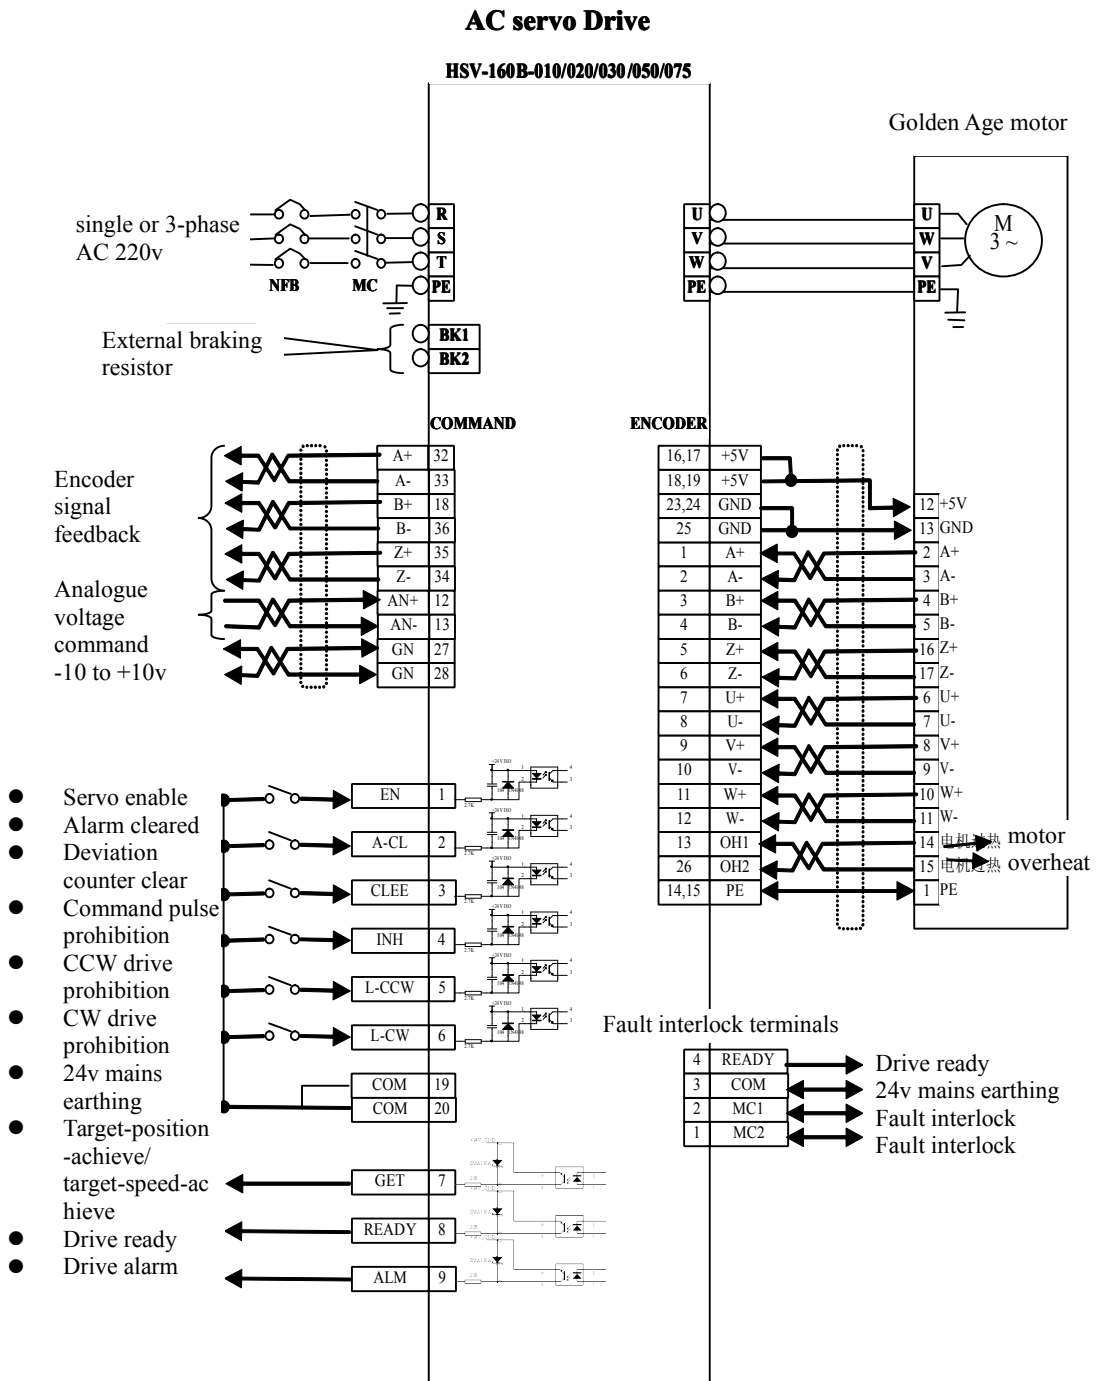 AC servo Drive
HSV-160B-010/020/030/050/075
Golden Age motor
single or 3-phase
AC 220v
NFB
MC
R
S
T
PE
U
V
W
PE
U
W
V
PE
M
3 ~
External braking
resistor
BK1
BK2
COMMAND
ENCODER
Encoder
signal
feedback
Analogue
voltage
command
-10 to +10v
A+ 32
A- 33
B+ 18
B- 36
Z+ 35
Z- 34
AN+ 12
AN- 13
GN 27
GN 28
16,17 +5V
18,19 +5V
23,24 GND
25 GND
1 A+
2 A-
3 B+
4 B-
5 Z+
6 Z-
7 U+
8 U-
9 V+
10 V-
11 W+
12 W-
13 OH1
26 OH2
14,15 PE
12 +5V
13 GND
2 A+
3 A-
4 B+
5 B-
16 Z+
17 Z-
6 U+
7 U-
8 V+
9 V-
10 W+
11 W-
14 电机过热
15 电机过热
1 PE
motor
overheat
● Servo enable
● Alarm cleared
● Deviation
counter clear
● Command pulse
prohibition
● CCW drive
prohibition
● CW drive
prohibition
● 24v mains
earthing
● Target-position
-achieve/
target-speed-ac
hieve
● Drive ready
● Drive alarm
EN 1
A-CL 2
CLEE 3
INH 4
L-CCW 5
L-CW 6
COM 19
COM 20
GET 7
READY 8
ALM 9
Fault interlock terminals
4 READY
3 COM
2 MC1
1 MC2
Drive ready
24v mains earthing
Fault interlock
Fault interlock